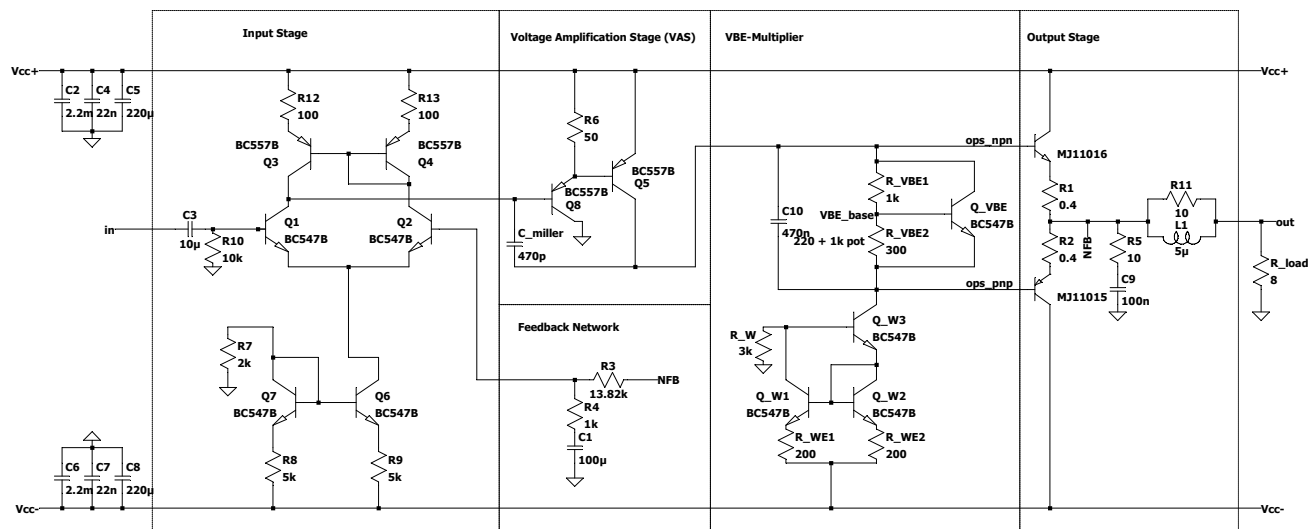 Input Stage
Voltage Amplification Stage (VAS)
VBE-Multiplier
Output Stage
Vcc+
Vcc+
C2
2.2m
C4
22n
C5
220µ
R12
100
R13
100
BC557B
Q3
BC557B
Q4
R6
50
BC557B
Q5
BC557B
Q8
ops_npn
MJ11016
R_VBE1
1k
Q_VBE
BC547B
VBE_base
C10
470n
220 + 1k pot
R_VBE2
300
R1
0.4
R11
10
L1
5µ
in
C3
10µ
R10
10k
Q1
BC547B
Q2
BC547B
C_miller
470p
R2
0.4
NFB
R5
10
C9
100n
out
R_load
8
ops_pnp
MJ11015
Feedback Network
R7
2k
Q7
BC547B
Q6
BC547B
R3
13.82k
NFB
R4
1k
C1
100µ
R_W
3k
Q_W3
BC547B
Q_W1
BC547B
Q_W2
BC547B
R_WE1
200
R_WE2
200
R8
5k
R9
5k
C6
2.2m
C7
22n
C8
220µ
Vcc-
Vcc-